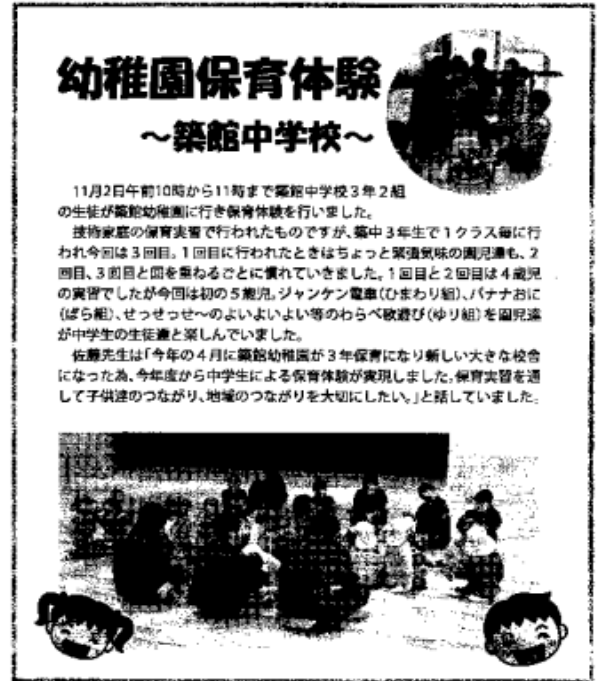 幼稚園保育体験
～築館中学校～
11月2日午前10時から11時まで築館中学校３年２組
の生徒が築館幼稚園に行き保育体験を行いました。
技術家庭の保育実習で行われたものですが、築中３年生で１クラス毎に行
われ今回は３回目。１回目に行われたときはちょっと緊張気味の園児達も、２
回目、３回目と回を重ねるごとに慣れていきました。１回目と２回目は４歳児
の実習でしたが今回は初の５歳児。ジャンケン電車（ひまわり組）、バナナおに
（ばら組）、せっせっせ～のよいよいよい等のわらべ歌遊び（ゆり組）を園児達
が中学生の生徒達と楽しんでいました。
佐藤先生は「今年の４月に築館幼稚園が３年保育になり新しい大きな校舎
になった為、今年度から中学生による保育体験が実現しました。保育実習を通
して子供達のつながり、地域のつながりを大切にしたい。」と話していました。